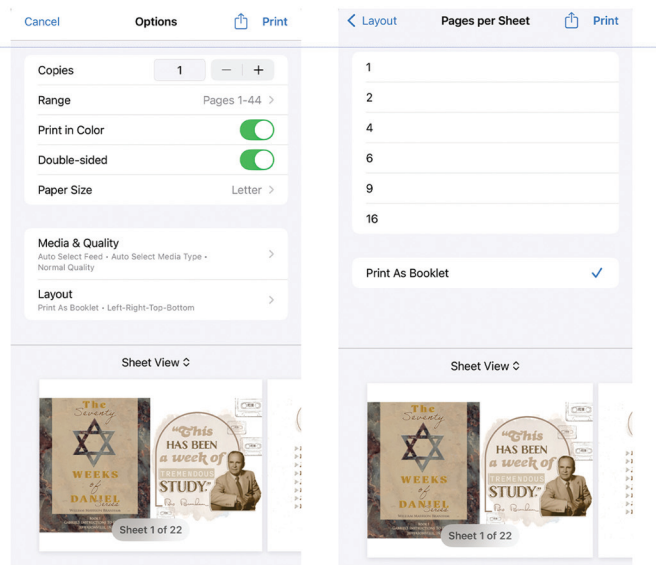 Cancel
Options
Print
Copies
1
Range
Pages 1-44
Print in Color
Double-sided
Paper Size
Letter
Media & Quality
Auto Select Feed • Auto Select Media Type •
Normal Quality
Layout
Print As Booklet • Left-Right-Top-Bottom
Sheet View
The
Seventy
WEEKS
of
DANIEL
Series
"This
HAS BEEN
a week of
TREMENDOUS
STUDY."
Sheet 1 of 22
Layout
Pages per Sheet
Print
1
2
4
6
9
16
Print As Booklet
Sheet View
The
Seventy
WEEKS
of
DANIEL
"This
HAS BEEN
a week of
TREMENDOUS
STUDY."
Sheet 1 of 22